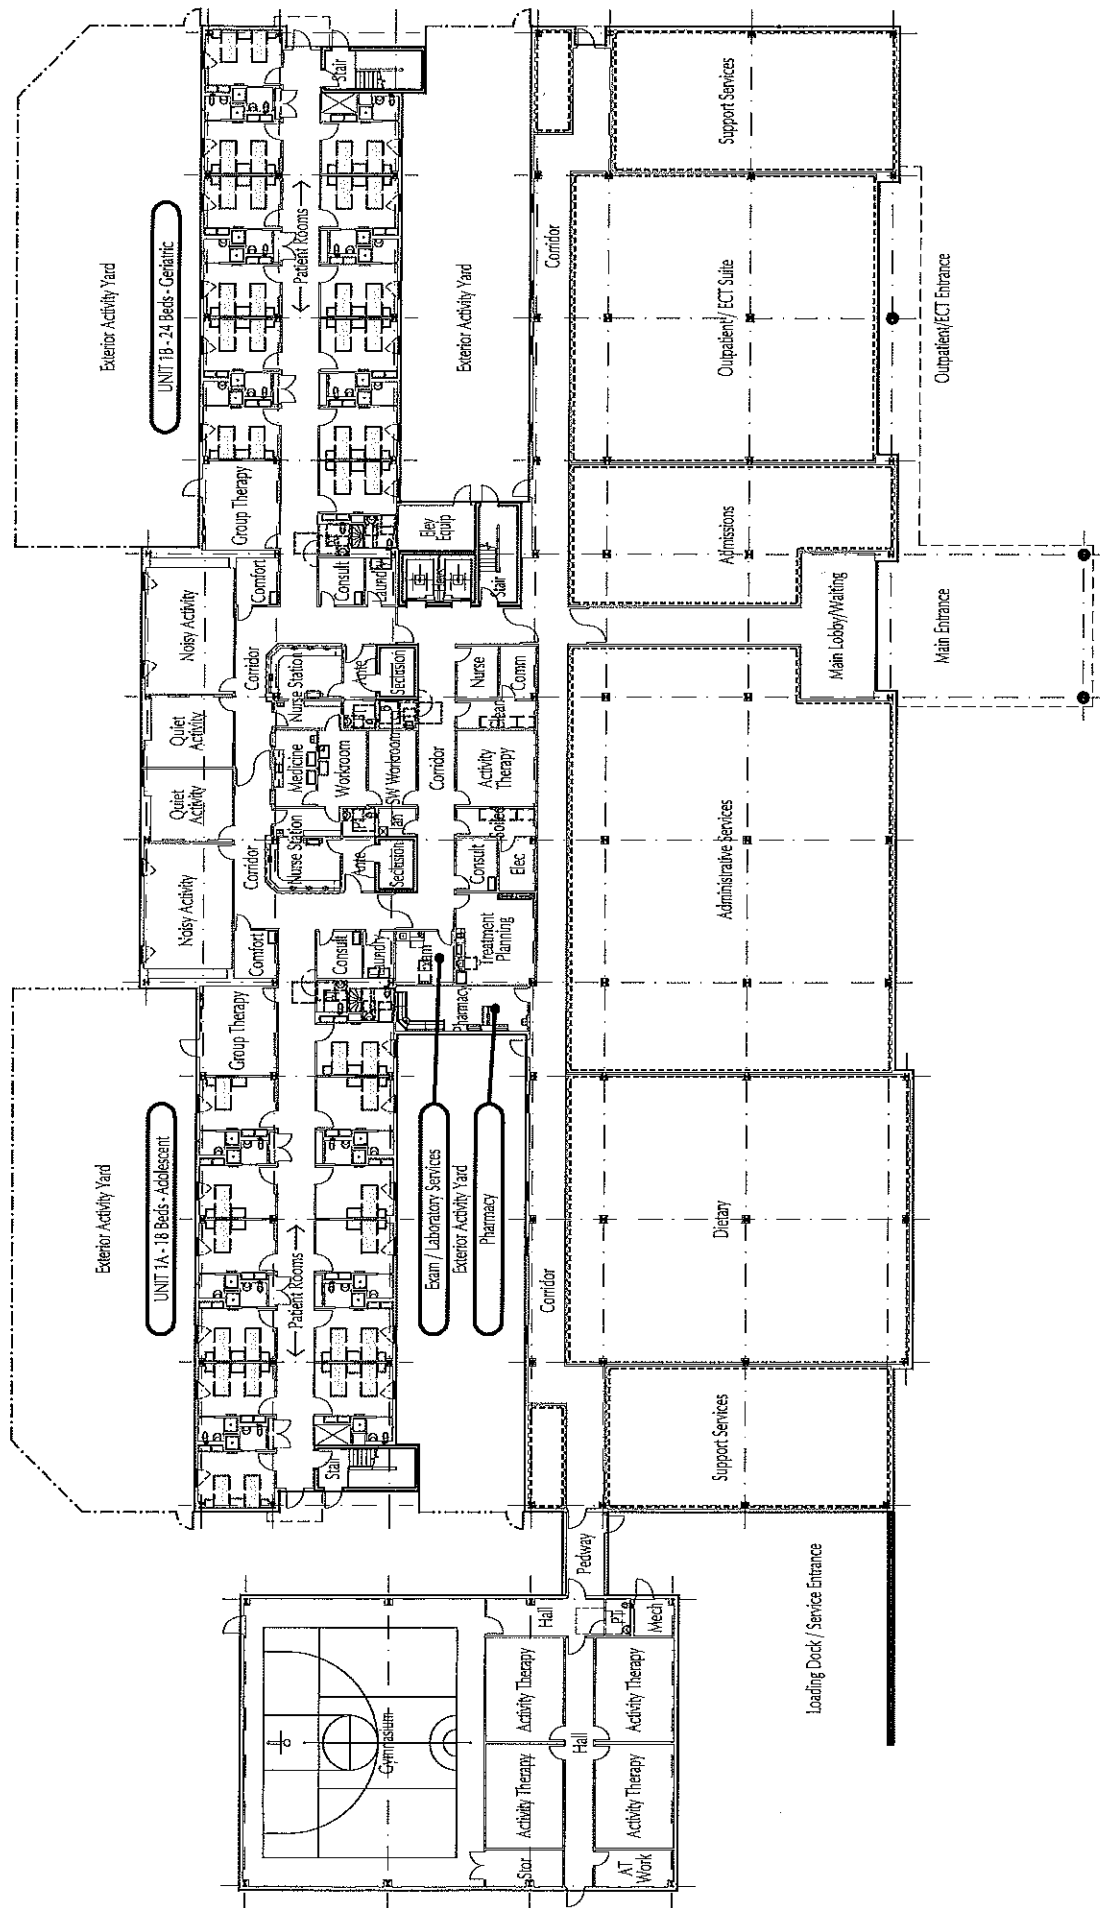 Exterior Activity Yard
Exterior Activity Yard
UNIT 1A - 18 Beds - Adolescent
UNIT 1B - 24 Beds - Geriatric
Noisy Activity
Quiet
Activity
Quiet
Activity
Noisy Activity
Group Therapy
Group Therapy
Comfort
Corridor
Corridor
Comfort
Patient Rooms
Patient Rooms
Nurse Station
Medicine
Nurse Station
Stair
Consult
Workroom
Consult
Stair
Laundry
Ante
PT
Ante
Laundry
Seclusion
SW Workroom
Seclusion
Gymnasium
Exam
Corridor
Exam / Laboratory Services
Exterior Activity Yard
Pharmacy
Pharmacy
Treatment
Planning
Consult
Soiled
Activity
Therapy
Clean
Nurse
Elec
Comm
Elev
Elev
Equip
Stair
Exterior Activity Yard
Stor
Activity Therapy
Activity Therapy
Hall
Corridor
Corridor
Hall
Pedway
AT
Work
Activity Therapy
Activity Therapy
PT
Mech
Support Services
Dietary
Administrative Services
Admissions
Outpatient / ECT Suite
Support Services
Main Lobby/Waiting
Loading Dock / Service Entrance
Main Entrance
Outpatient/ECT Entrance